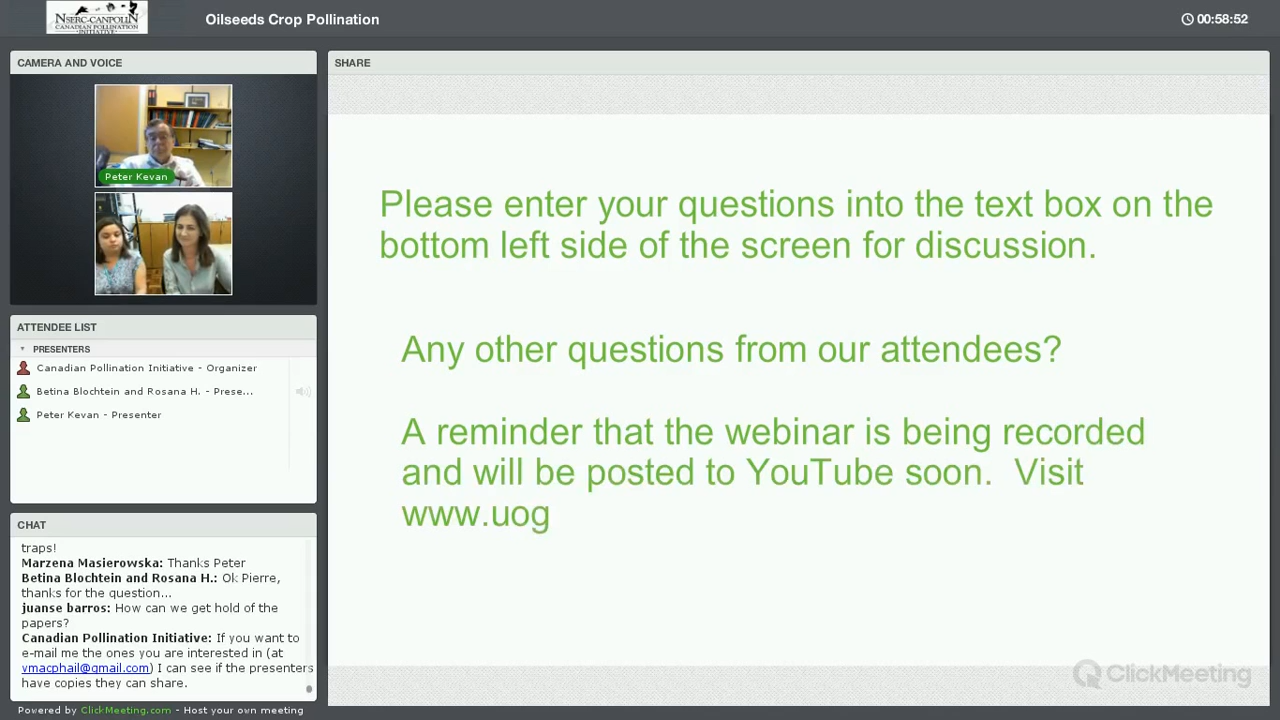 NSERC-CANPOLIN
CANADIAN POLLINATION
INITIATIVE
Oilseeds Crop Pollination
00:58:52
CAMERA AND VOICE
Peter Kevan
ATTENDEE LIST
PRESENTERS
Canadian Pollination Initiative - Organizer
Betina Blochtein and Rosana H. - Prese...
Peter Kevan - Presenter
CHAT
traps!
Marzena Masierowska: Thanks Peter
Betina Blochtein and Rosana H.: Ok Pierre,
thanks for the question...
juanse barros: How can we get hold of the
papers?
Canadian Pollination Initiative: If you want to
e-mail me the ones you are interested in (at
vmacphail@gmail.com) I can see if the presenters
have copies they can share.
Powered by ClickMeeting.com - Host your own meeting
SHARE
Please enter your questions into the text box on the
bottom left side of the screen for discussion.
Any other questions from our attendees?
A reminder that the webinar is being recorded
and will be posted to YouTube soon.  Visit
www.uog
ClickMeeting